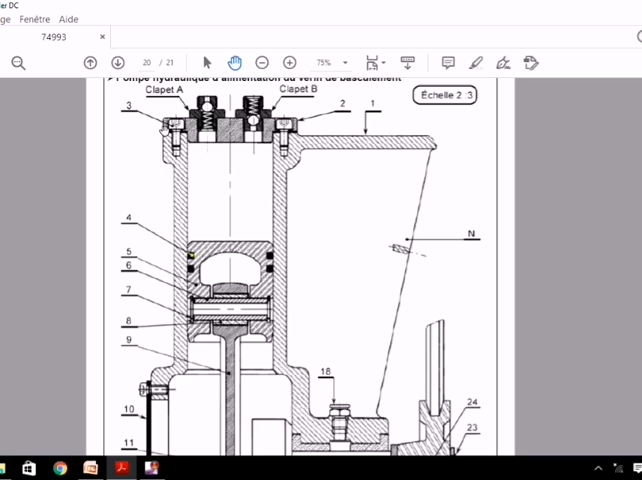 er DC
ge Fenêtre Aide
74993 ×
20 / 21 75%
➤Pompe hydraulique d'alimentation du vérin de basculement
Clapet A Clapet B Échelle 2 :3
3 2 1
4 N
5
6
7
8
9
18
10 24
23
11